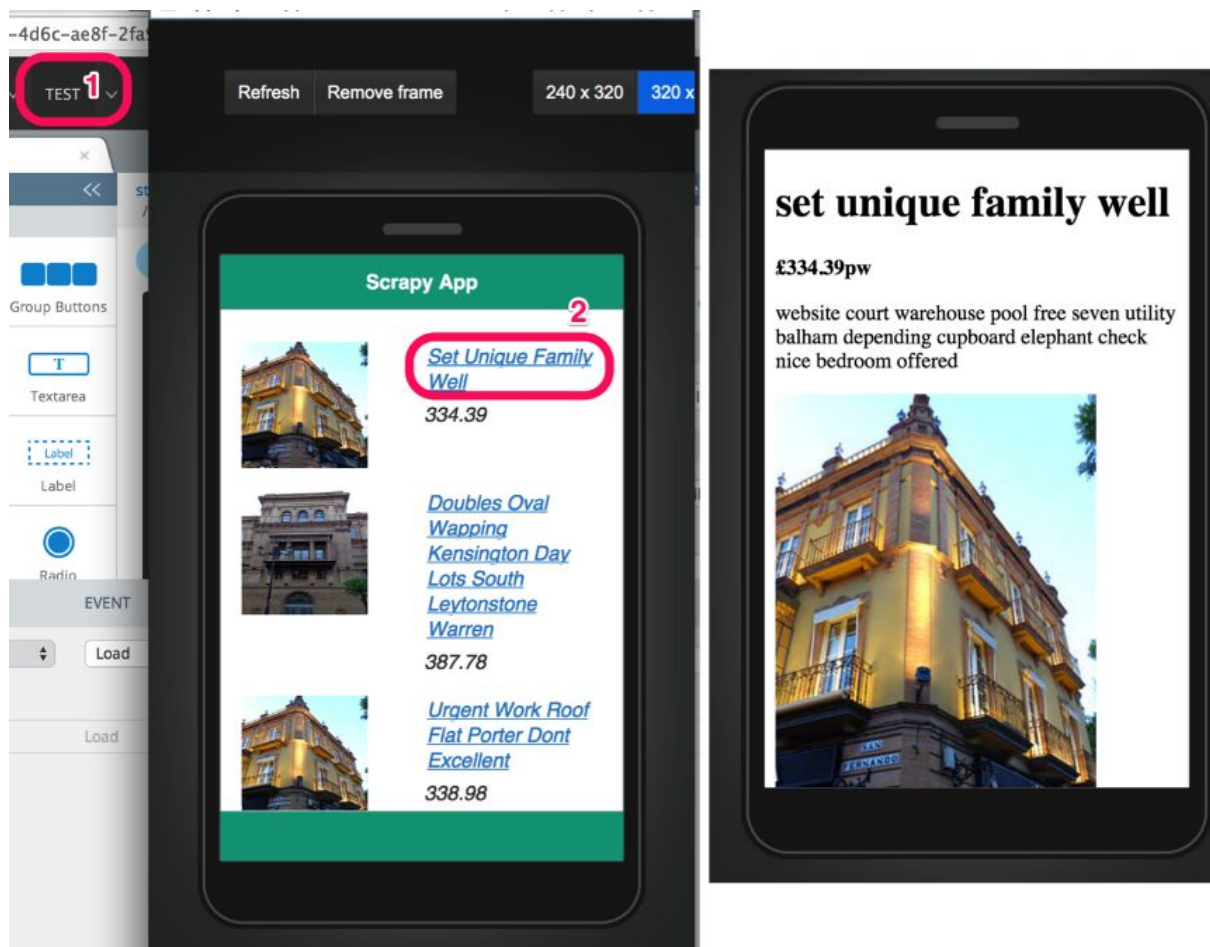 -4d6c-ae8f-2fa
TEST 1
Refresh Remove frame 240 x 320 320 x
<<
st
/
Group Buttons
T
Textarea
Label
Label
Radio
EVENT
Load
Load
Scrapy App
2
Set Unique Family
Well
334.39
Doubles Oval
Wapping
Kensington Day
Lots South
Leytonstone
Warren
387.78
Urgent Work Roof
Flat Porter Dont
Excellent
338.98
set unique family well
£334.39pw
website court warehouse pool free seven utility
balham depending cupboard elephant check
nice bedroom offered
SAN
FERNANDO